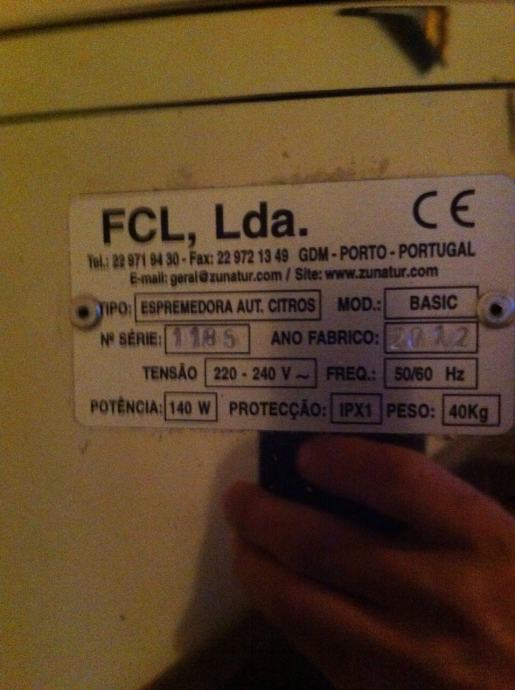 FCL, Lda. CE
Tel.: 22 971 94 30 - Fax: 22 972 13 49 GDM - PORTO - PORTUGAL
E-mail: geral@zunatur.com / Site: www.zunatur.com
TIPO: ESPREMEDORA AUT. CITROS MOD.: BASIC
Nº SÉRIE: 1185 ANO FABRICO: 2012
TENSÃO 220 - 240 V ~ FREQ.: 50/60 Hz
POTÊNCIA: 140 W PROTECÇÃO: IPX1 PESO: 40Kg